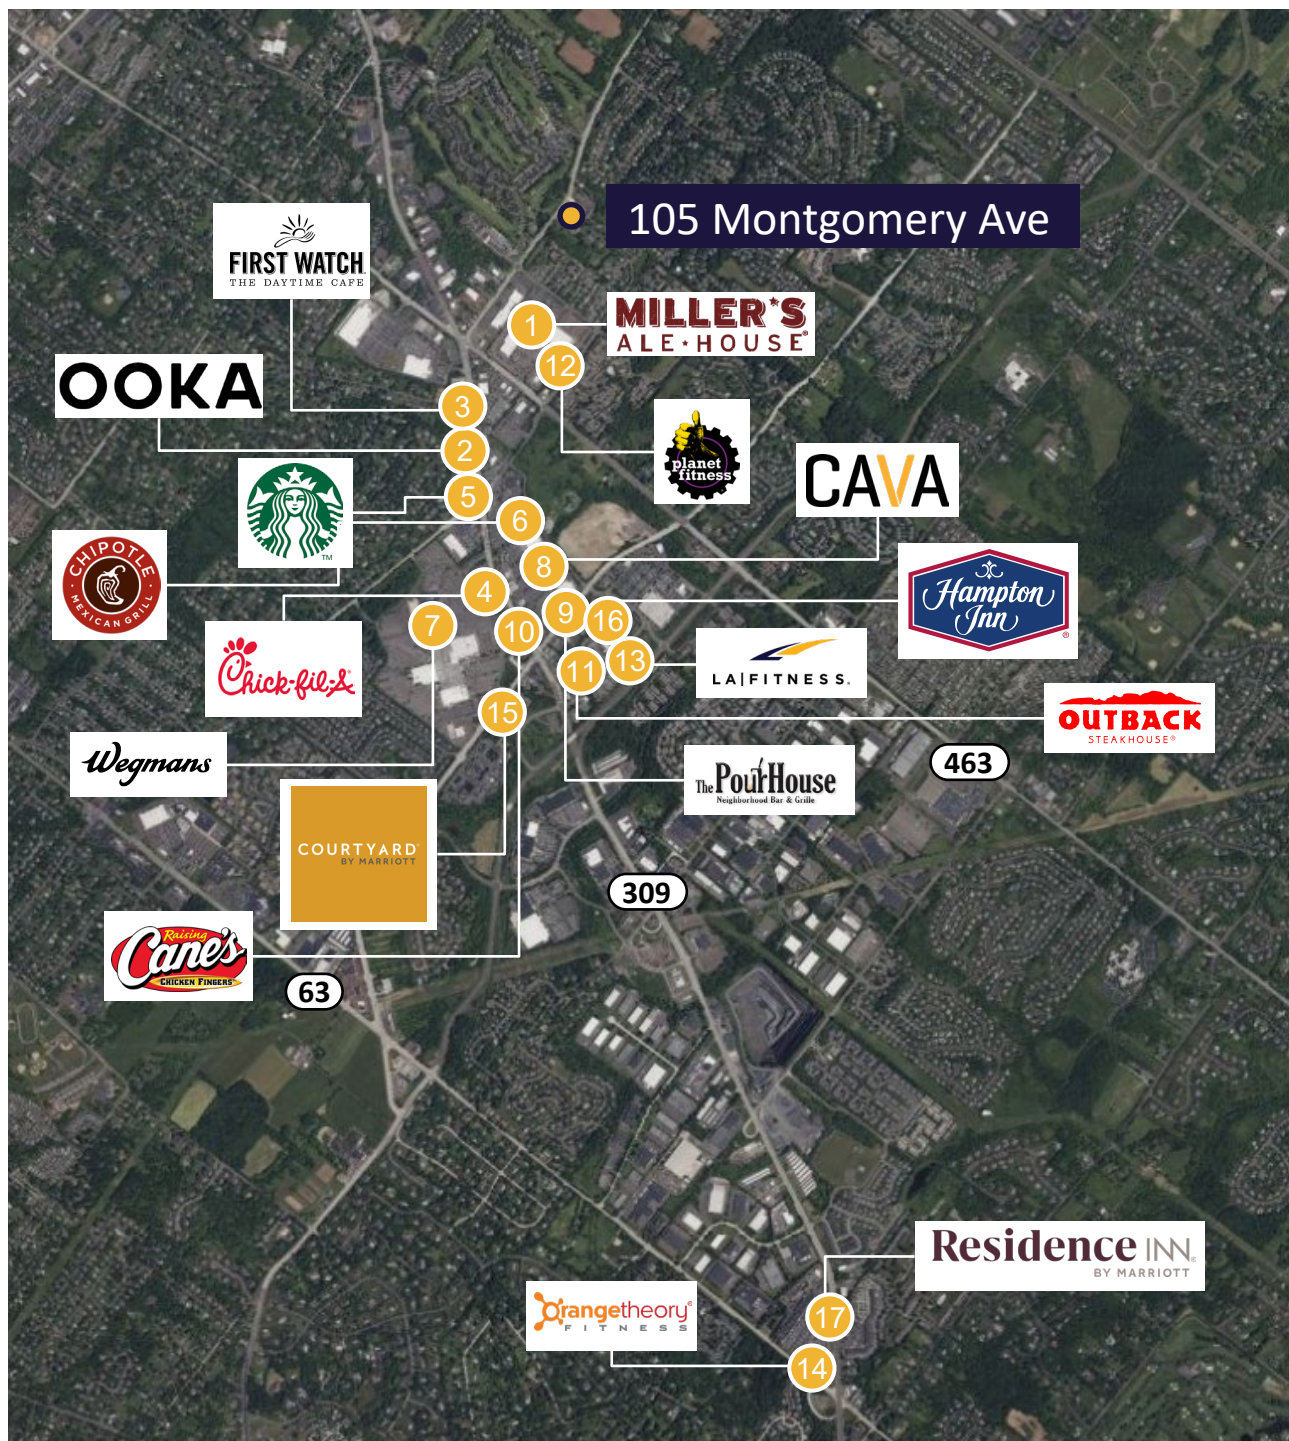 105 Montgomery Ave
FIRST WATCH
THE DAYTIME CAFE
1
MILLER'S
ALE HOUSE®
12
OOKA
3
2
planet
fitness
CAVA
5
6
TM
CHIPOTLE
MEXICAN GRILL
8
4
Hampton
Inn
®
7
9
16
10
Chick-fil-A®
11
13
LA|FITNESS.
15
OUTBACK
STEAKHOUSE®
Wegmans
463
The PourHouse
Neighborhood Bar & Grille
COURTYARD®
BY MARRIOTT
309
Raising
Cane's
CHICKEN FINGERS
63
Residence INN®
BY MARRIOTT
Orangetheory®
FITNESS
17
14